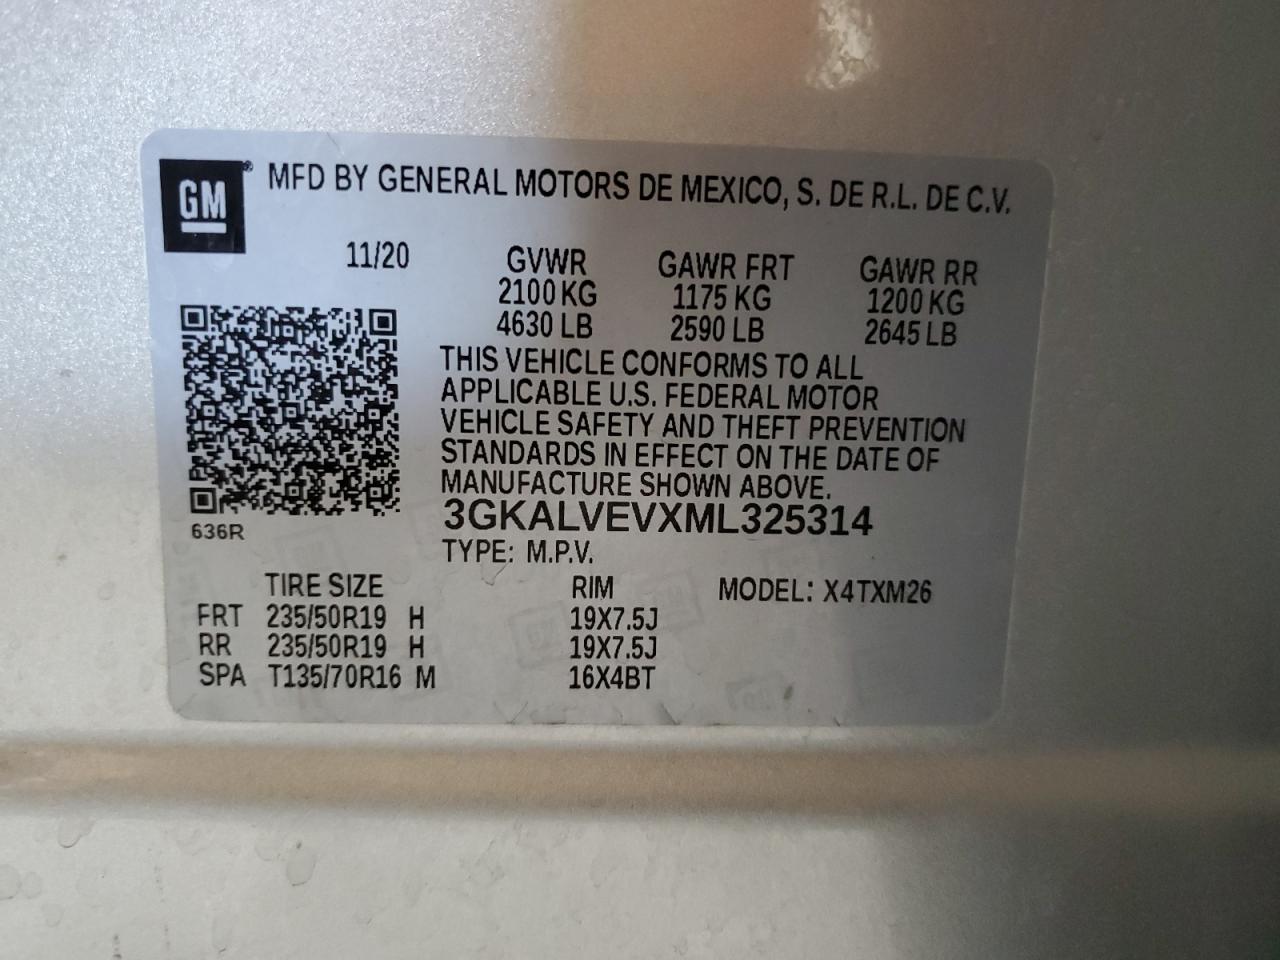 GM® MFD BY GENERAL MOTORS DE MEXICO, S. DE R.L. DE C.V.
11/20 GVWR GAWR FRT GAWR RR
2100 KG 1175 KG 1200 KG
4630 LB 2590 LB 2645 LB
THIS VEHICLE CONFORMS TO ALL
APPLICABLE U.S. FEDERAL MOTOR
VEHICLE SAFETY AND THEFT PREVENTION
STANDARDS IN EFFECT ON THE DATE OF
MANUFACTURE SHOWN ABOVE.
3GKALVEVXML325314
636R
TYPE: M.P.V.
TIRE SIZE RIM MODEL: X4TXM26
FRT 235/50R19 H 19X7.5J
RR 235/50R19 H 19X7.5J
SPA T135/70R16 M 16X4BT